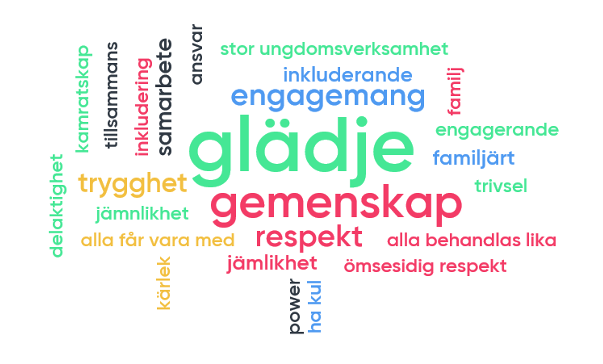 stor ungdomsverksamhet
inkluderande
engagemang
glädje
gemenskap
respekt
jämlikhet
ömsesidig respekt
alla behandlas lika
trivsel
familjärt
engagerande
familj
ansvar
samarbete
inkludering
tillsammans
kamratskap
trygghet
jämnlikhet
alla får vara med
delaktighet
kärlek
power
ha kul